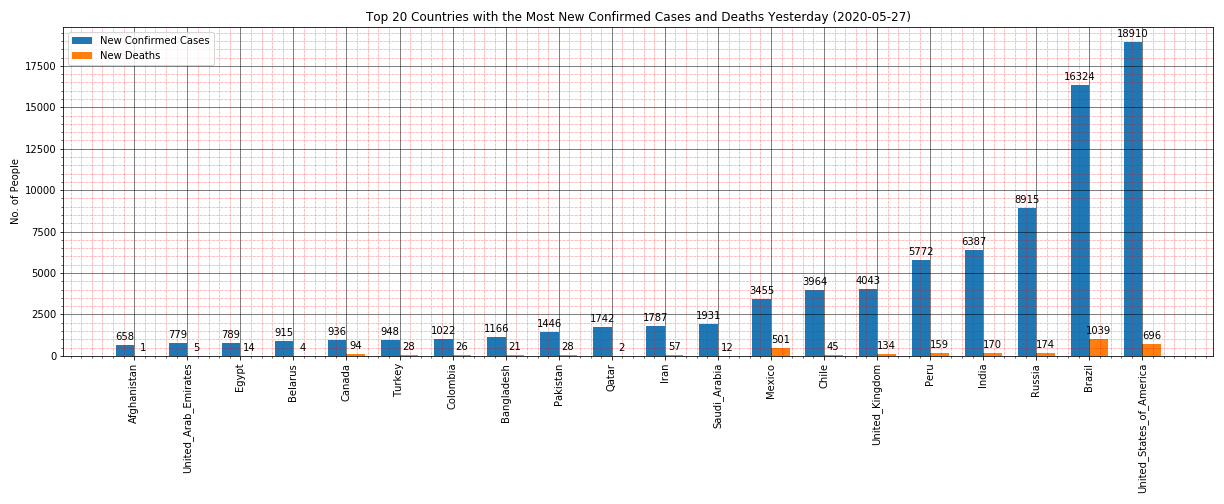 Top 20 Countries with the Most New Confirmed Cases and Deaths Yesterday (2020-05-27)
New Confirmed Cases
New Deaths
No. of People
17500
15000
12500
10000
7500
5000
2500
0
658
1
779
5
789
14
915
4
936
94
948
28
1022
26
1166
21
1446
28
1742
2
1787
57
1931
12
3455
501
3964
45
4043
134
5772
159
6387
170
8915
174
16324
1039
18910
696
Afghanistan
United_Arab_Emirates
Egypt
Belarus
Canada
Turkey
Colombia
Bangladesh
Pakistan
Qatar
Iran
Saudi_Arabia
Mexico
Chile
United_Kingdom
Peru
India
Russia
Brazil
United_States_of_America